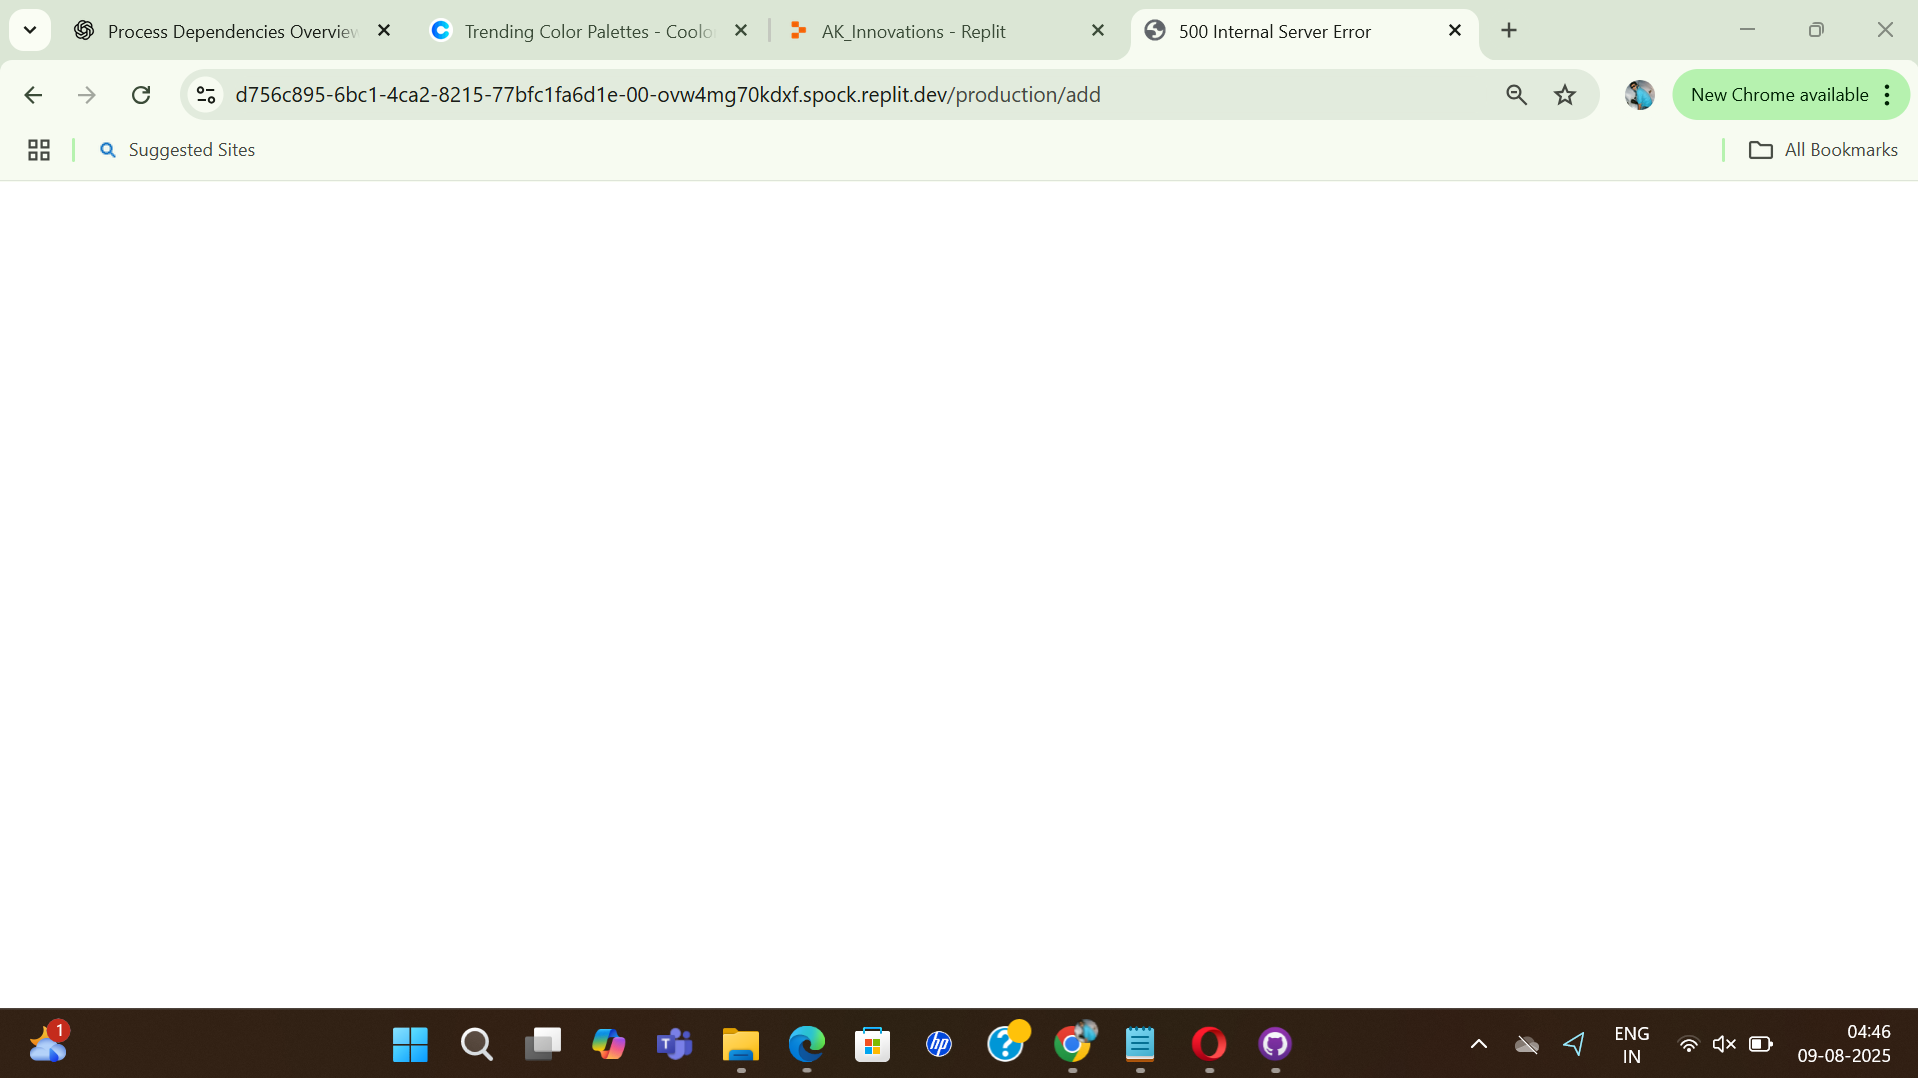 Process Dependencies Overview
Trending Color Palettes - Coolo
AK_Innovations - Replit
500 Internal Server Error
d756c895-6bc1-4ca2-8215-77bfc1fa6d1e-00-ovw4mg70kdxf.spock.replit.dev/production/add
New Chrome available
Suggested Sites
All Bookmarks
1
T
hp
?
ENG
IN
04:46
09-08-2025